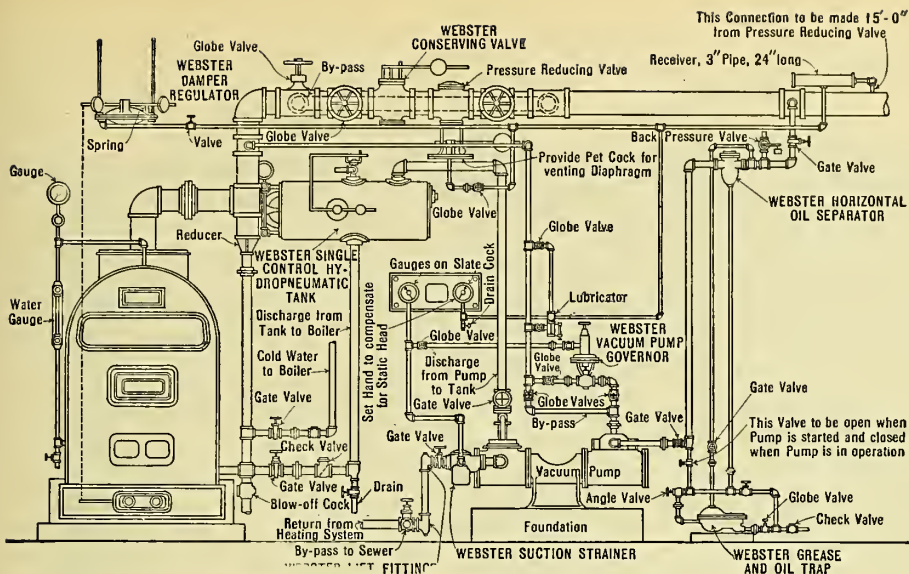 This Connection to be made 15'-0"
from Pressure Reducing Valve
Receiver, 3" Pipe, 24" long
Globe Valve
WEBSTER
DAMPER
REGULATOR
By-pass
WEBSTER
CONSERVING VALVE
Pressure Reducing Valve
Spring
Valve
Globe Valve
Back
Pressure Valve
Gate Valve
Provide Pet Cock for
venting Diaphragm
Gauge
Globe Valve
WEBSTER HORIZONTAL
OIL SEPARATOR
Reducer
WEBSTER SINGLE
CONTROL HY-
DROPNEUMATIC
TANK
Globe Valve
Gauges on Slate
Drain Cock
Water
Gauge
Discharge from
Tank to Boiler
Set Hand to compensate
for Static Head
Lubricator
Globe Valve
WEBSTER
VACUUM PUMP
GOVERNOR
Cold Water
to Boiler
Discharge from
Pump
to Tank
Gate Valve
Globe
Valve
Globe Valves
By-pass
Gate Valve
Gate Valve
Gate Valve
This Valve to be open when
Pump is started and closed
when Pump is in operation
Check Valve
Gate Valve
Gate Valve
Vacuum Pump
Drain
Blow-off Cock
Angle Valve
Globe Valve
Return from
Heating System
Foundation
Check Valve
By-pass to Sewer
WEBSTER SUCTION STRAINER
WEBSTER GREASE
AND OIL TRAP
WEBSTER LIFT FITTINGS